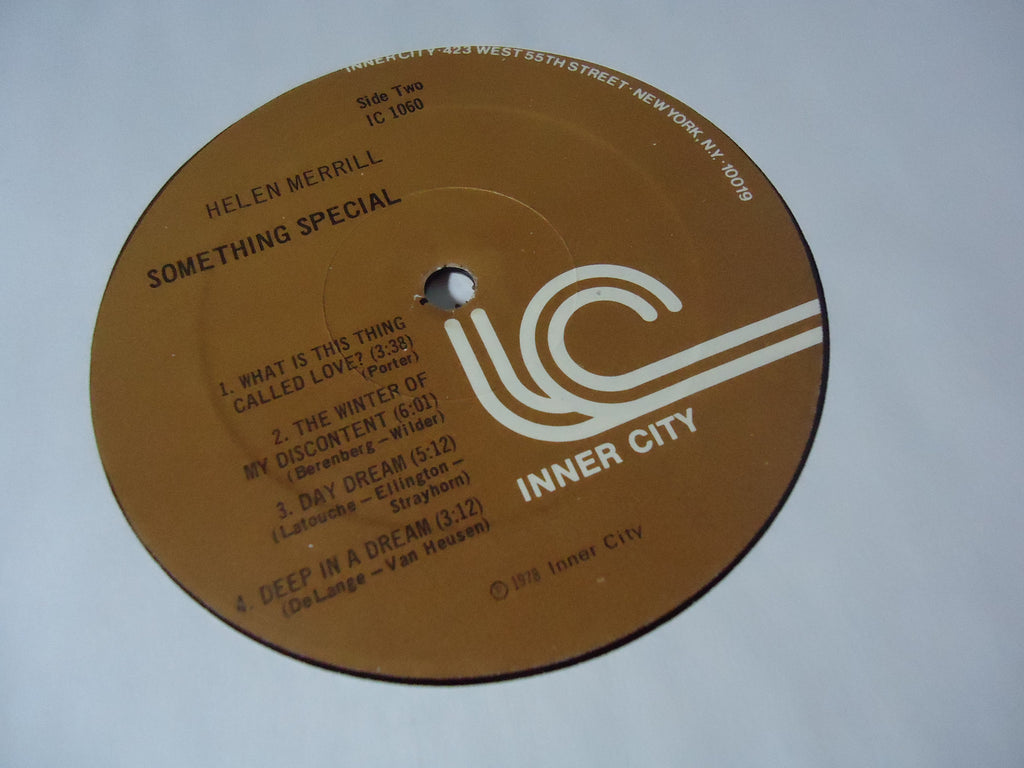 INNER CITY · 423 WEST 55TH STREET · NEW YORK, N.Y. 10019
Side Two
IC 1060
HELEN MERRILL
SOMETHING SPECIAL
1. WHAT IS THIS THING
CALLED LOVE? (3:38)
(Porter)
2. THE WINTER OF
MY DISCONTENT (6:01)
(Berenberg – Wilder)
3. DAY DREAM (5:12)
(Latouche – Ellington –
Strayhorn)
4. DEEP IN A DREAM (3:12)
(DeLange – Van Heusen)
IC
INNER CITY
Ⓟ 1978 Inner City